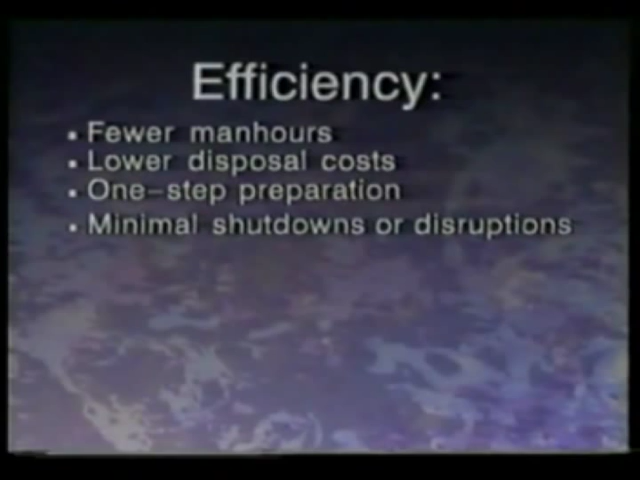 Efficiency:
▪ Fewer manhours
▪ Lower disposal costs
▪ One-step preparation
▪ Minimal shutdowns or disruptions